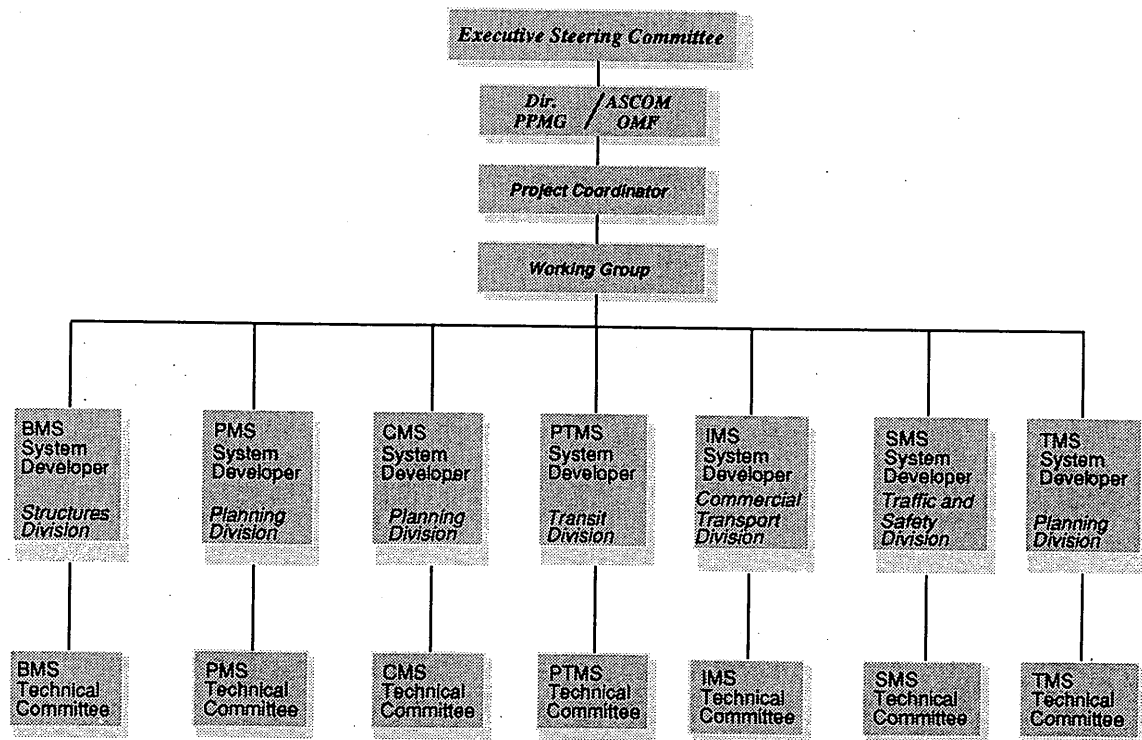 Executive Steering Committee
Dir. / ASCOM
PPMG OMF
Project Coordinator
Working Group
BMS
System
Developer
Structures
Division
PMS
System
Developer
Planning
Division
CMS
System
Developer
Planning
Division
PTMS
System
Developer
Transit
Division
IMS
System
Developer
Commercial
Transport
Division
SMS
System
Developer
Traffic and
Safety
Division
TMS
System
Developer
Planning
Division
BMS
Technical
Committee
PMS
Technical
Committee
CMS
Technical
Committee
PTMS
Technical
Committee
IMS
Technical
Committee
SMS
Technical
Committee
TMS
Technical
Committee